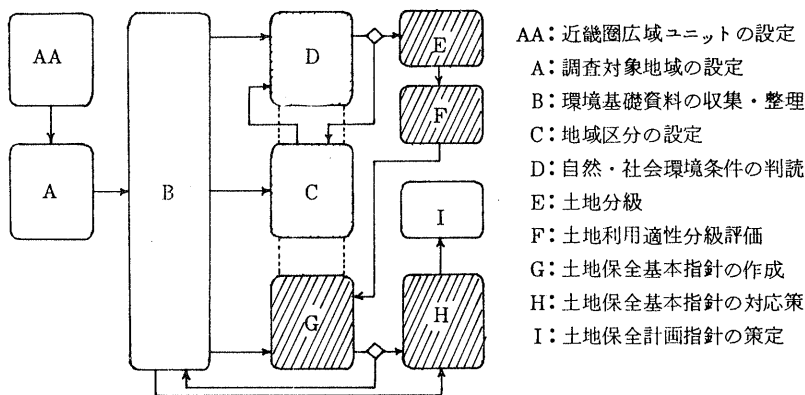 AA
A
B
D
C
G
E
F
I
H
AA：近畿圏広域ユニットの設定
A：調査対象地域の設定
B：環境基礎資料の収集・整理
C：地域区分の設定
D：自然・社会環境条件の判読
E：土地分級
F：土地利用適性分級評価
G：土地保全基本指針の作成
H：土地保全基本指針の対応策
I：土地保全計画指針の策定